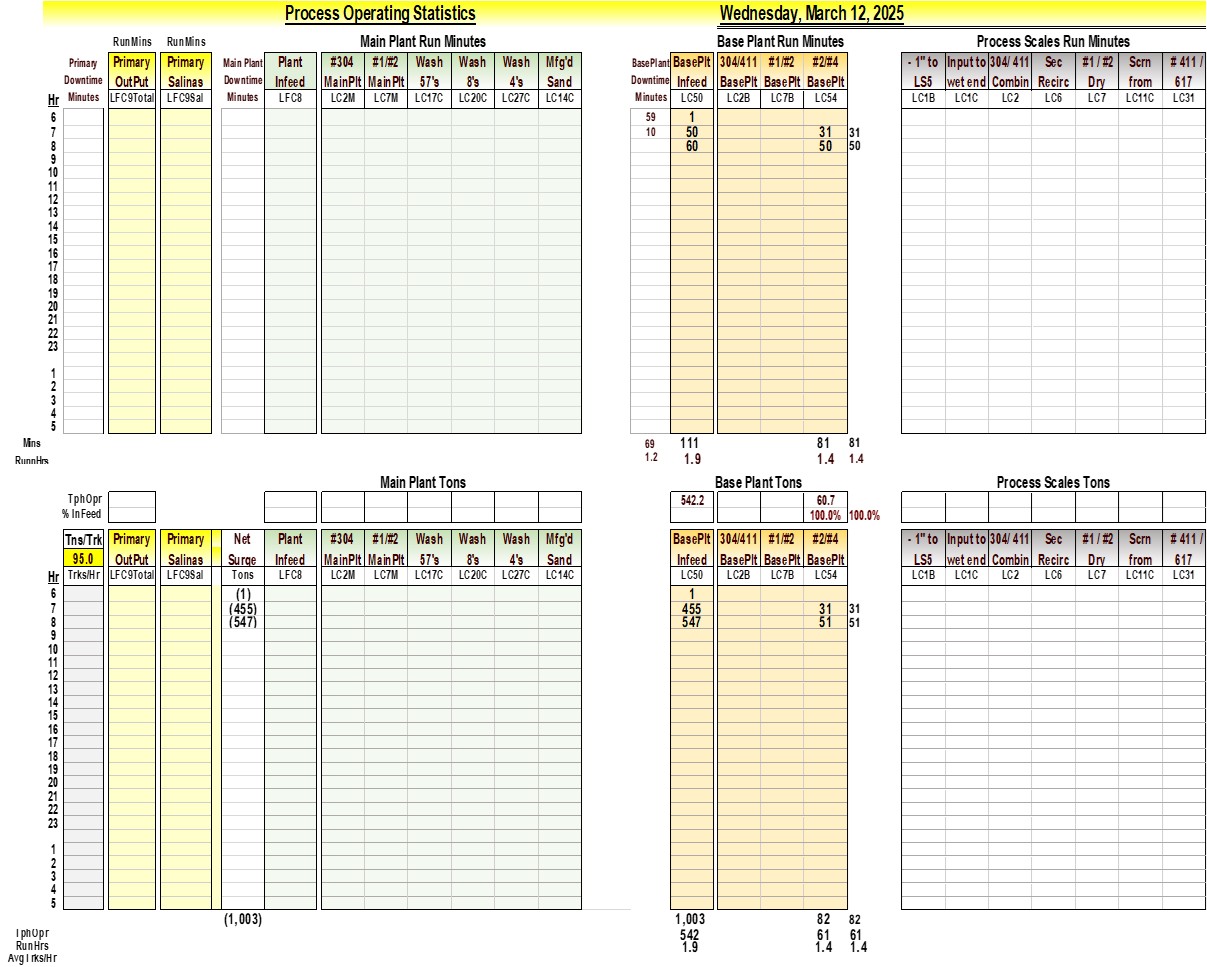 Process Operating Statistics Wednesday, March 12, 2025
RunMins RunMins Main Plant Run Minutes Base Plant Run Minutes Process Scales Run Minutes
Primary Primary Primary Main Plant Plant #304 #1/#2 Wash Wash Wash Mfg'd BasePlant BasePlt 304/411 #1/#2 #2/#4 - 1" to Input to 304/ 411 Sec #1 / #2 Scrn # 411 /
Downtime OutPut Salinas Downtime Infeed MainPlt MainPlt 57's 8's 4's Sand Downtime Infeed BasePlt BasePlt BasePlt LS5 wet end Combin Recirc Dry from 617
Hr Minutes LFC9Total LFC9Sal Minutes LFC8 LC2M LC7M LC17C LC20C LC27C LC14C Minutes LC50 LC2B LC7B LC54 LC1B LC1C LC2 LC6 LC7 LC11C LC31
6 59 1
7 10 50 31 31
8 60 50 50
9
10
11
12
13
14
15
16
17
18
19
20
21
22
23
1
2
3
4
5
Mins 69 111 81 81
RunnHrs 1.2 1.9 1.4 1.4
Main Plant Tons Base Plant Tons Process Scales Tons
TphOpr 542.2 60.7
% InFeed 100.0% 100.0%
Tns/Trk Primary Primary Net Plant #304 #1/#2 Wash Wash Wash Mfg'd BasePlt 304/411 #1/#2 #2/#4 - 1" to Input to 304/ 411 Sec #1 / #2 Scrn # 411 /
95.0 OutPut Salinas Surge Infeed MainPlt MainPlt 57's 8's 4's Sand Infeed BasePlt BasePlt BasePlt LS5 wet end Combin Recirc Dry from 617
Hr Trks/Hr LFC9Total LFC9Sal Tons LFC8 LC2M LC7M LC17C LC20C LC27C LC14C LC50 LC2B LC7B LC54 LC1B LC1C LC2 LC6 LC7 LC11C LC31
6 (1) 1
7 (455) 455 31 31
8 (547) 547 51 51
9
10
11
12
13
14
15
16
17
18
19
20
21
22
23
1
2
3
4
5
(1,003) 1,003 82 82
TphOpr 542 61 61
RunHrs 1.9 1.4 1.4
AvgTrks/Hr